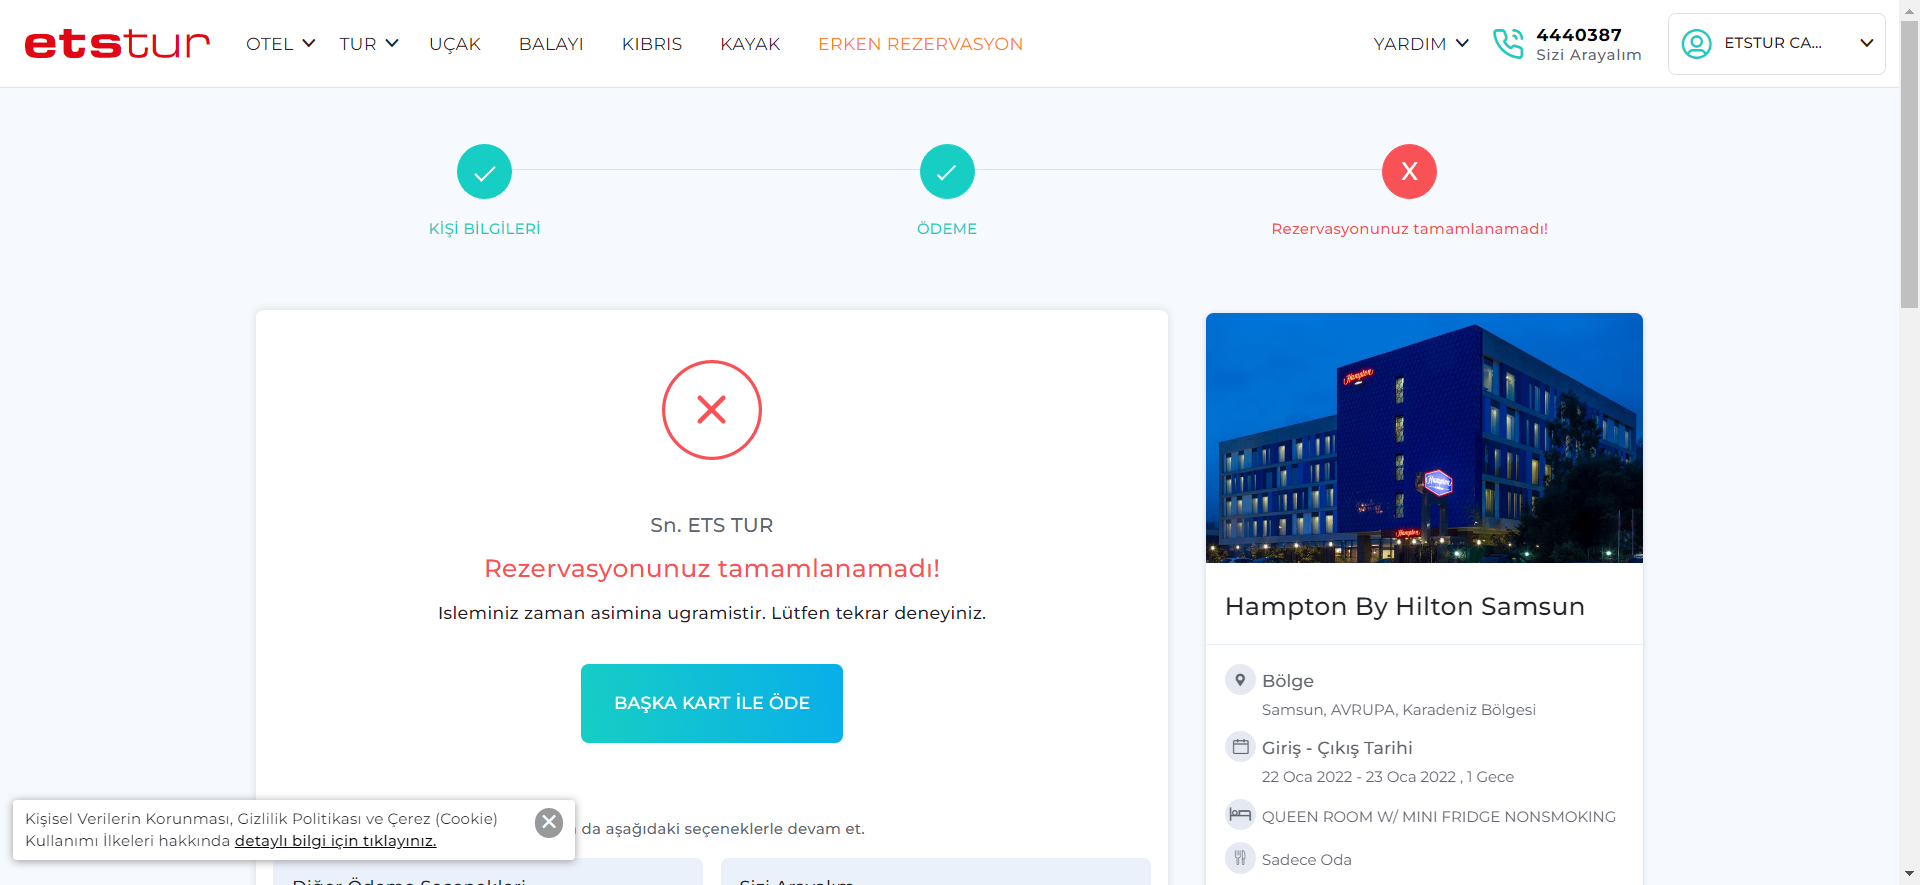 etstur
OTEL TUR UÇAK BALAYI KIBRIS KAYAK ERKEN REZERVASYON
YARDIM
4440387
Sizi Arayalım
ETSTUR CA...
X
KİŞİ BİLGİLERİ
ÖDEME
Rezervasyonunuz tamamlanamadı!
Sn. ETS TUR
Rezervasyonunuz tamamlanamadı!
Isleminiz zaman asimina ugramistir. Lütfen tekrar deneyiniz.
BAŞKA KART İLE ÖDE
da aşağıdaki seçeneklerle devam et.
Diğer Ödeme Seçenekleri
Sizi Arayalım
Kişisel Verilerin Korunması, Gizlilik Politikası ve Çerez (Cookie)
Kullanımı İlkeleri hakkında detaylı bilgi için tıklayınız.
Hampton
Hampton
Hampton
Hampton By Hilton Samsun
Bölge
Samsun, AVRUPA, Karadeniz Bölgesi
Giriş - Çıkış Tarihi
22 Oca 2022 - 23 Oca 2022 , 1 Gece
QUEEN ROOM W/ MINI FRIDGE NONSMOKING
Sadece Oda